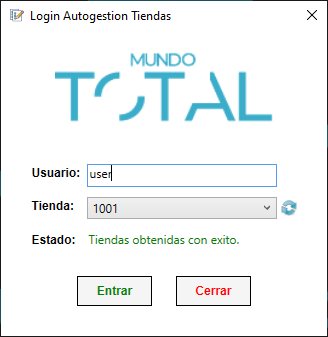 Login Autogestion Tiendas
MUNDO
TOTAL
Usuario: user
Tienda: 1001
Estado: Tiendas obtenidas con exito.
Entrar Cerrar